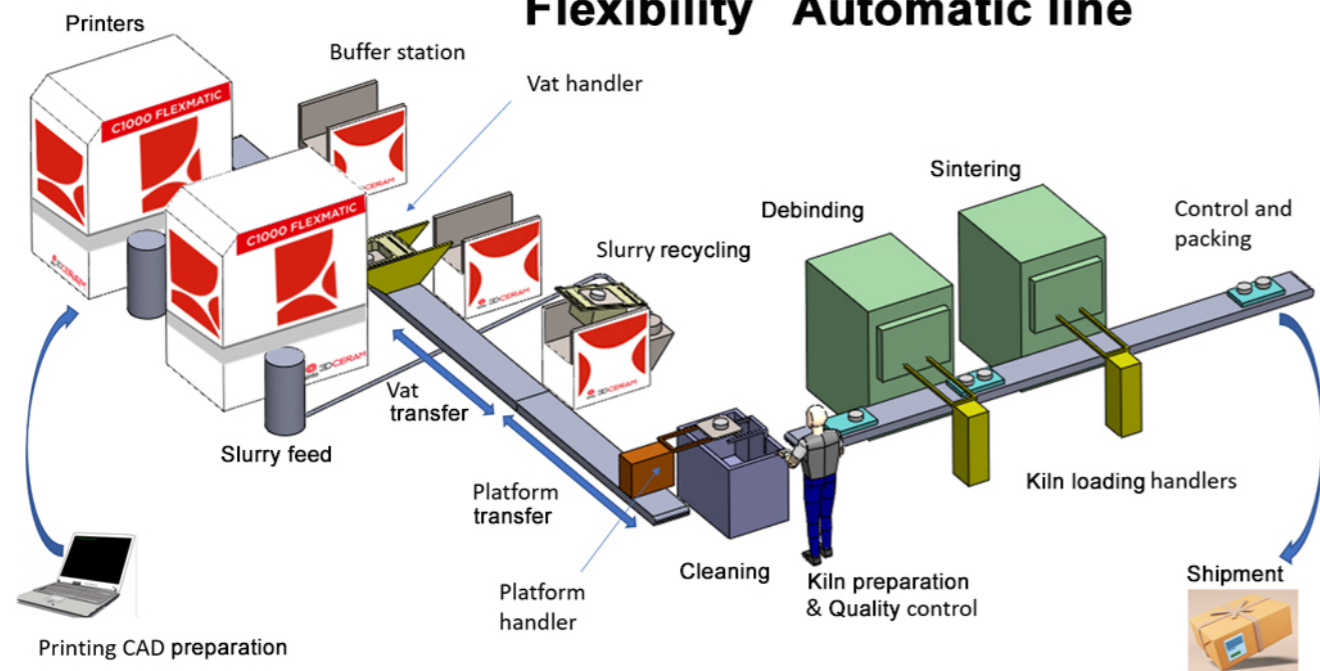 Flexibility Automatic line
Printers
Buffer station
Vat handler
C1000 FLEXMATIC
C1000 FLEXMATIC
3DCERAM
CERAM
3DCERAM
3DCERAM
3DCERAM
Sintering
Debinding
Control and
packing
Slurry recycling
Vat
transfer
Slurry feed
Platform
transfer
Kiln loading handlers
Platform
handler
Cleaning
Kiln preparation
& Quality control
Shipment
Printing CAD preparation